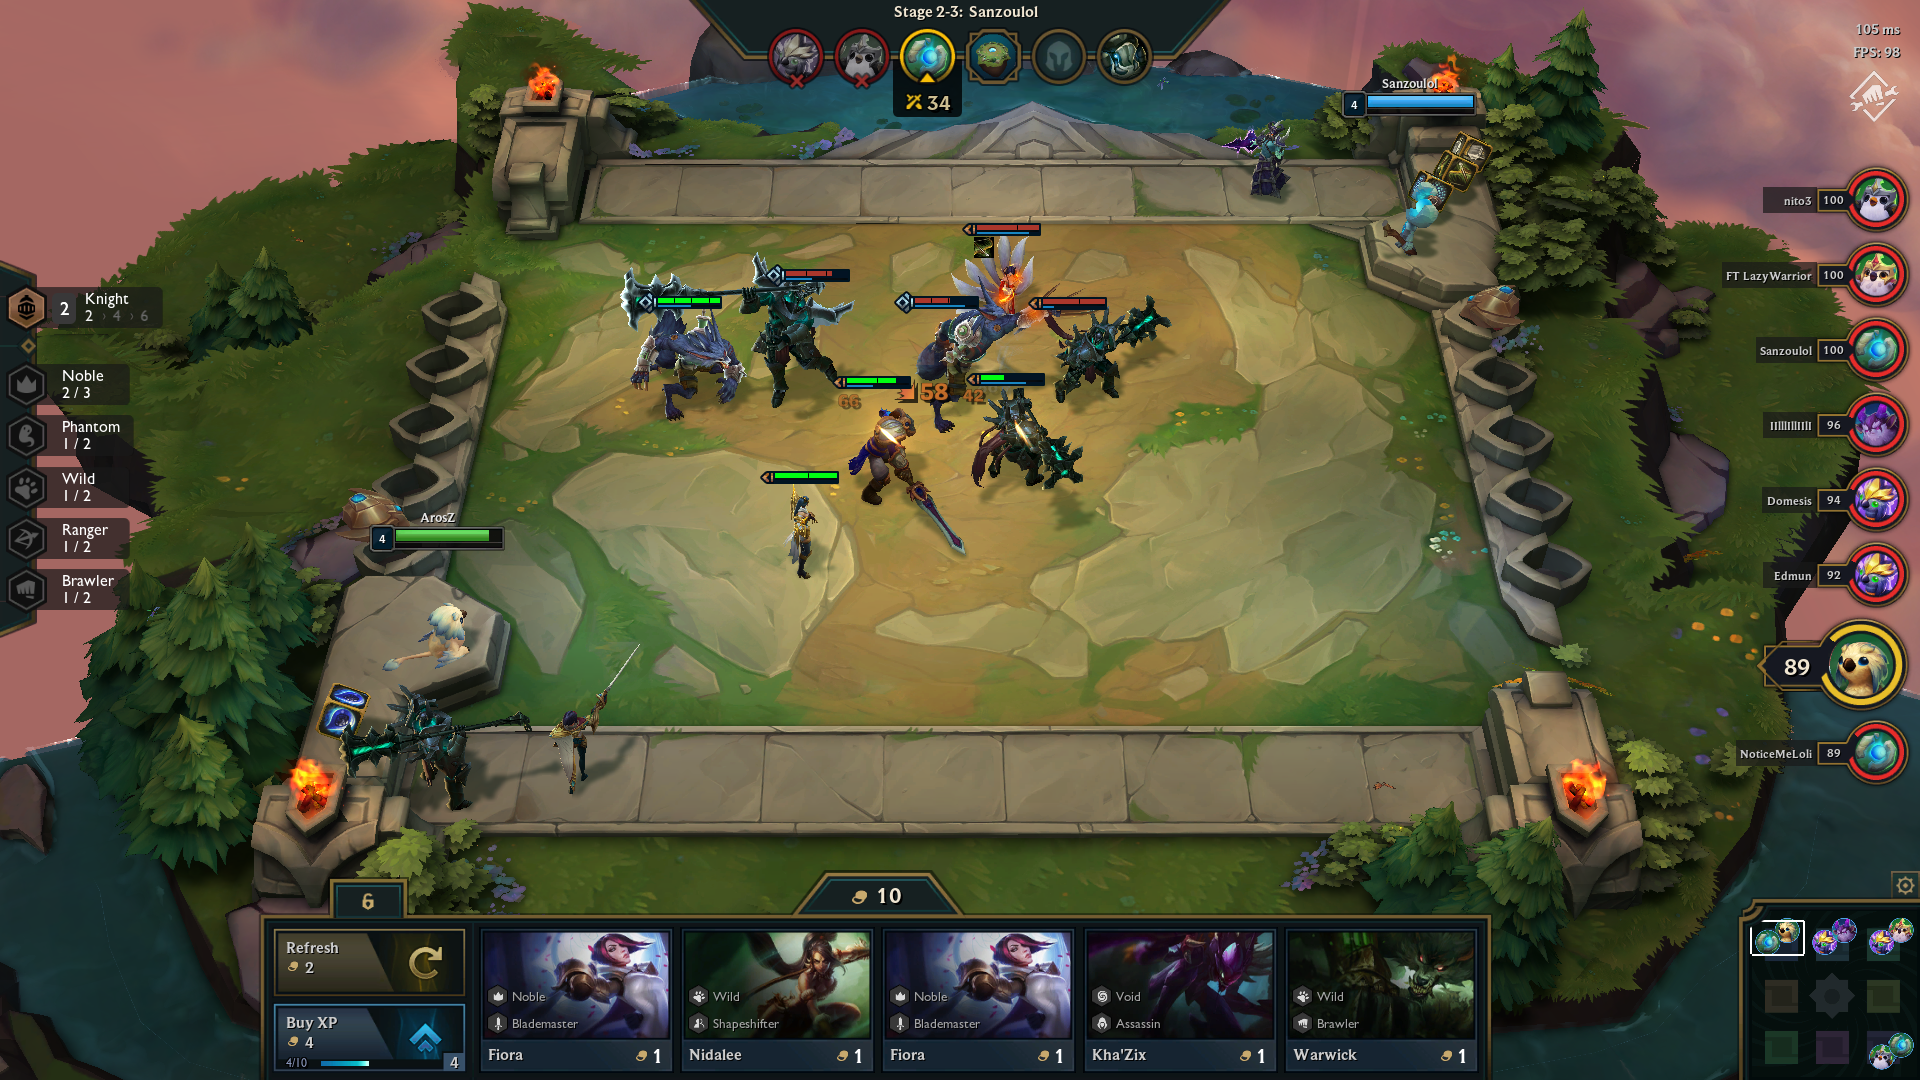 Stage 2-3: Sanzoulol
105 ms
FPS: 98
34
Sanzoulol
4
nito3 100
FT LazyWarrior 100
Sanzoulol 100
96
Domesis 94
Edmun 92
89
NoticeMeLoli 89
2 Knight
2 › 4 › 6
Noble
2 / 3
Phantom
1 / 2
Wild
1 / 2
Ranger
1 / 2
Brawler
1 / 2
66
58
42
ArosZ
4
6
10
Refresh
2
Buy XP
4
4/10
4
Noble
Blademaster
Fiora 1
Wild
Shapeshifter
Nidalee 1
Noble
Blademaster
Fiora 1
Void
Assassin
Kha'Zix 1
Wild
Brawler
Warwick 1